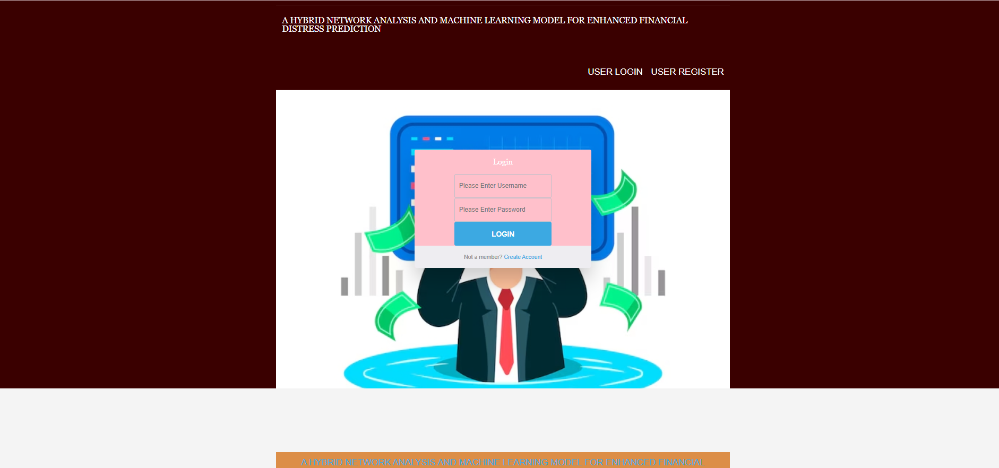 A HYBRID NETWORK ANALYSIS AND MACHINE LEARNING MODEL FOR ENHANCED FINANCIAL
DISTRESS PREDICTION
USER LOGIN USER REGISTER
Login
Please Enter Username
Please Enter Password
LOGIN
Not a member? Create Account
A HYBRID NETWORK ANALYSIS AND MACHINE LEARNING MODEL FOR ENHANCED FINANCIAL